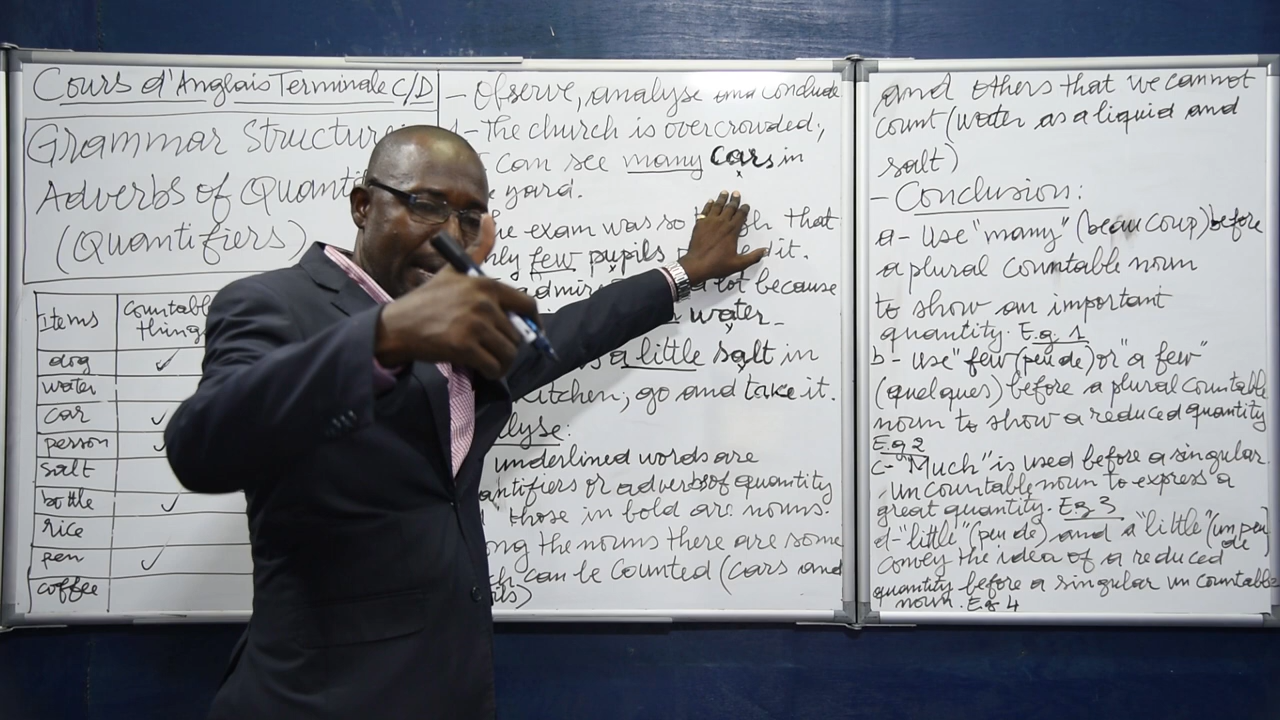 Cours d'Anglais Terminale C/D
Grammar Structure
Adverbs of
(Quantifiers)
Items
countable
things
dog ✓
water
car ✓
person ✓
salt
bottle ✓
rice
pen ✓
coffee
- Observe, analyse and conclude
1- The church is overcrowded,
can see many cars in
yard.
exam was so that
few pupils it.
because
water.
a little salt in
kitchen, go and take it.
underlined words are
or adverbs of quantity
those in bold are nouns.
the nouns there are some
can be counted (cars and
and others that we cannot
count (water as a liquid and
salt)
- Conclusion:
a- Use "many" (beaucoup) before
a plural countable noun
to show an important
quantity. E.g. 1
b- Use "few (peu de) or "a few"
(quelques) before a plural countable
noun to show a reduced quantity
E.g 2
c- "Much" is used before a singular
uncountable noun to express a
great quantity. E.g. 3
d- "little" (peu de) and a "little" (un peu de)
convey the idea of a reduced
quantity before a singular uncountable
noun. E.g 4